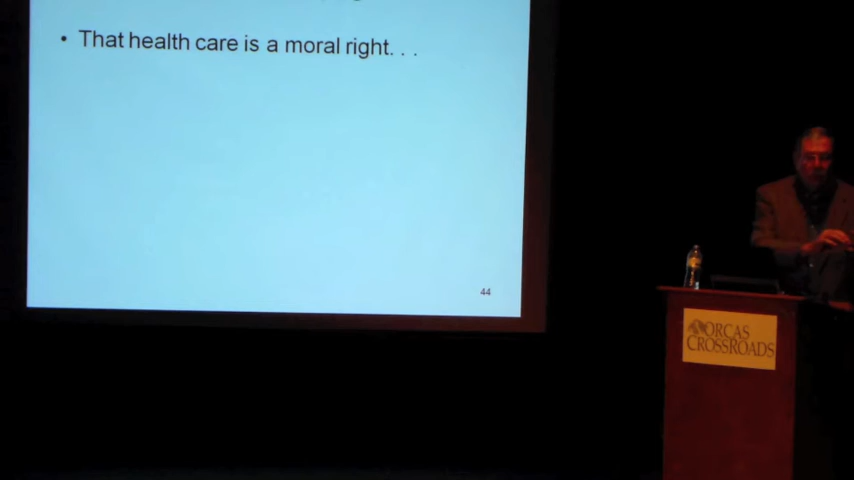 • That health care is a moral right. . .
44
ORCAS
CROSSROADS